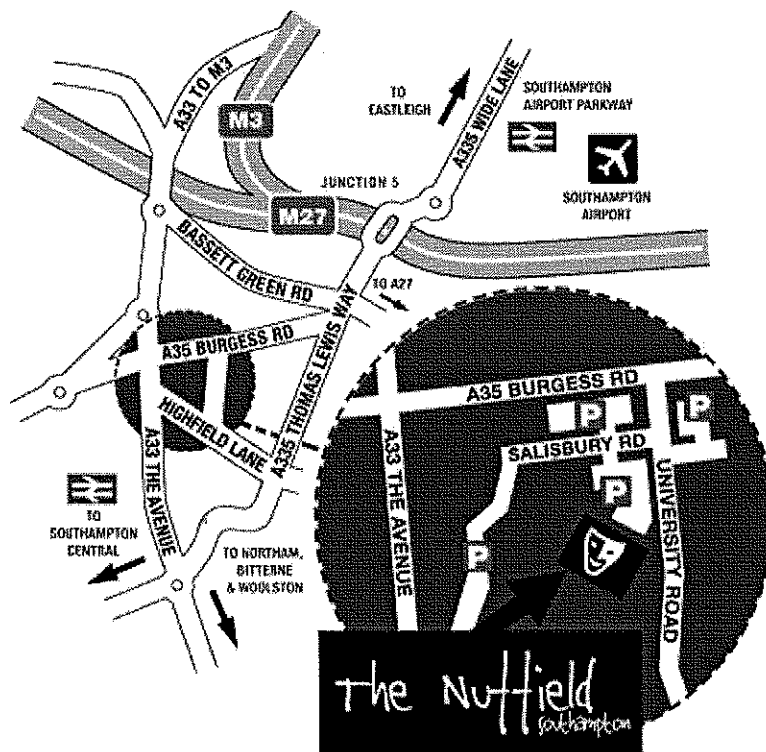 A33 TO M3
M3
TO
EASTLEIGH
A335 WIDE LANE
SOUTHAMPTON
AIRPORT PARKWAY
SOUTHAMPTON
AIRPORT
JUNCTION 5
M27
BASSETT GREEN RD
TO A27
A35 BURGESS RD
A335 THOMAS LEWIS WAY
HIGHFIELD LANE
A33 THE AVENUE
TO
SOUTHAMPTON
CENTRAL
TO NORTHAM,
BITTERNE
& WOOLSTON
A35 BURGESS RD
P
P
SALISBURY RD
P
A33 THE AVENUE
P
UNIVERSITY ROAD
The Nuffield
southampton